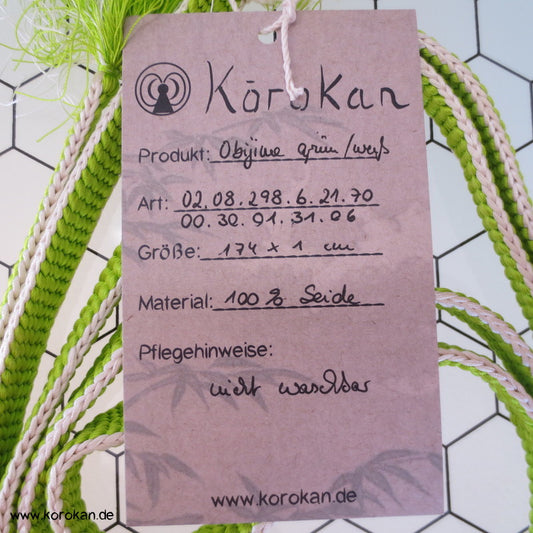 Kōrokan
Produkt: Obijime grün/weiß
Art: 02.08.298.6.21.70
00.30.91.31.06
Größe: 174 x 1 cm
Material: 100% Seide
Pflegehinweise:
nicht waschbar
www.korokan.de
www.korokan.de